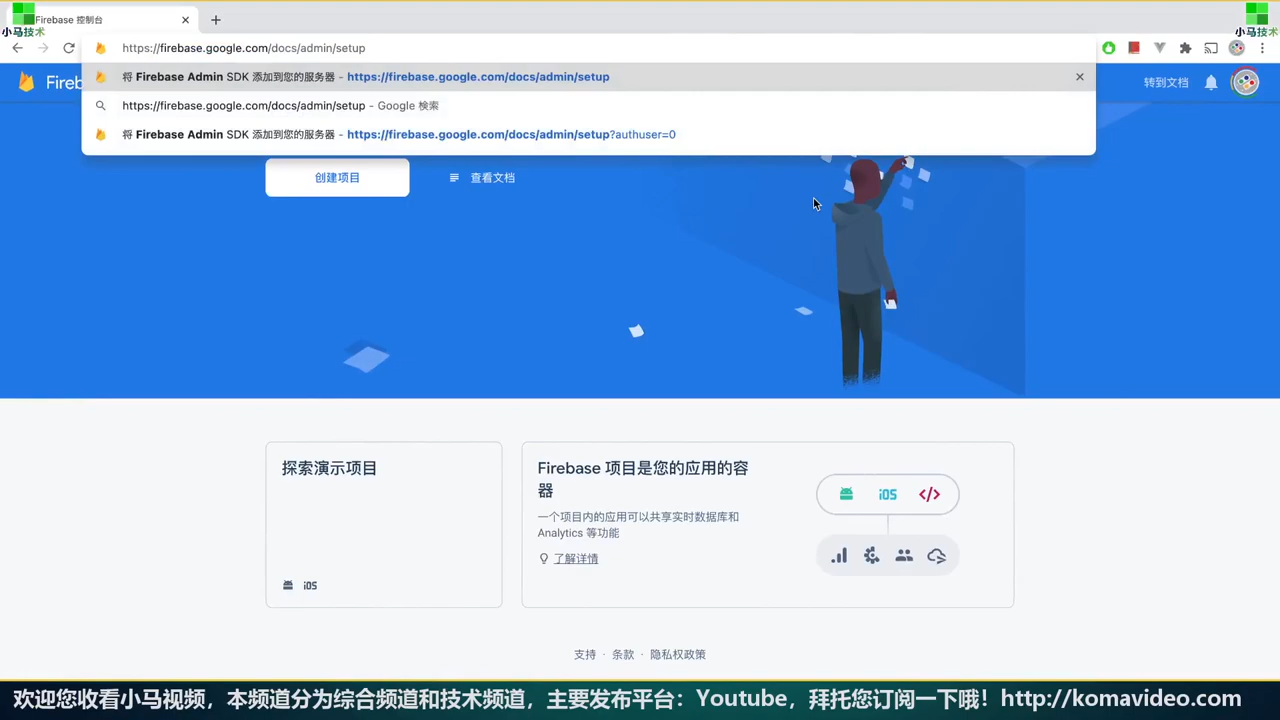 Firebase 控制台
小马技术
小马技术
https://firebase.google.com/docs/admin/setup
将 Firebase Admin SDK 添加到您的服务器 - https://firebase.google.com/docs/admin/setup
Fireb
转到文档
https://firebase.google.com/docs/admin/setup - Google 検索
将 Firebase Admin SDK 添加到您的服务器 - https://firebase.google.com/docs/admin/setup?authuser=0
创建项目
查看文档
探索演示项目
iOS
Firebase 项目是您的应用的容
器
一个项目内的应用可以共享实时数据库和
Analytics 等功能
了解详情
iOS
支持 · 条款 · 隐私权政策
欢迎您收看小马视频，本频道分为综合频道和技术频道，主要发布平台：Youtube，拜托您订阅一下哦！http://komavideo.com